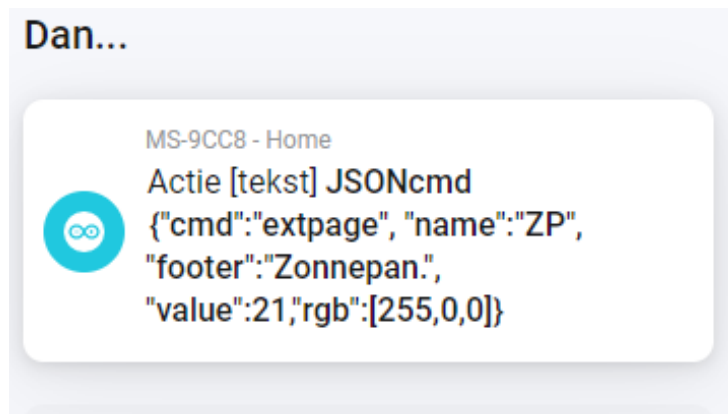 Dan...
MS-9CC8 - Home
Actie [tekst] JSONcmd
{"cmd":"extpage", "name":"ZP",
"footer":"Zonnepan.",
"value":21,"rgb":[255,0,0]}